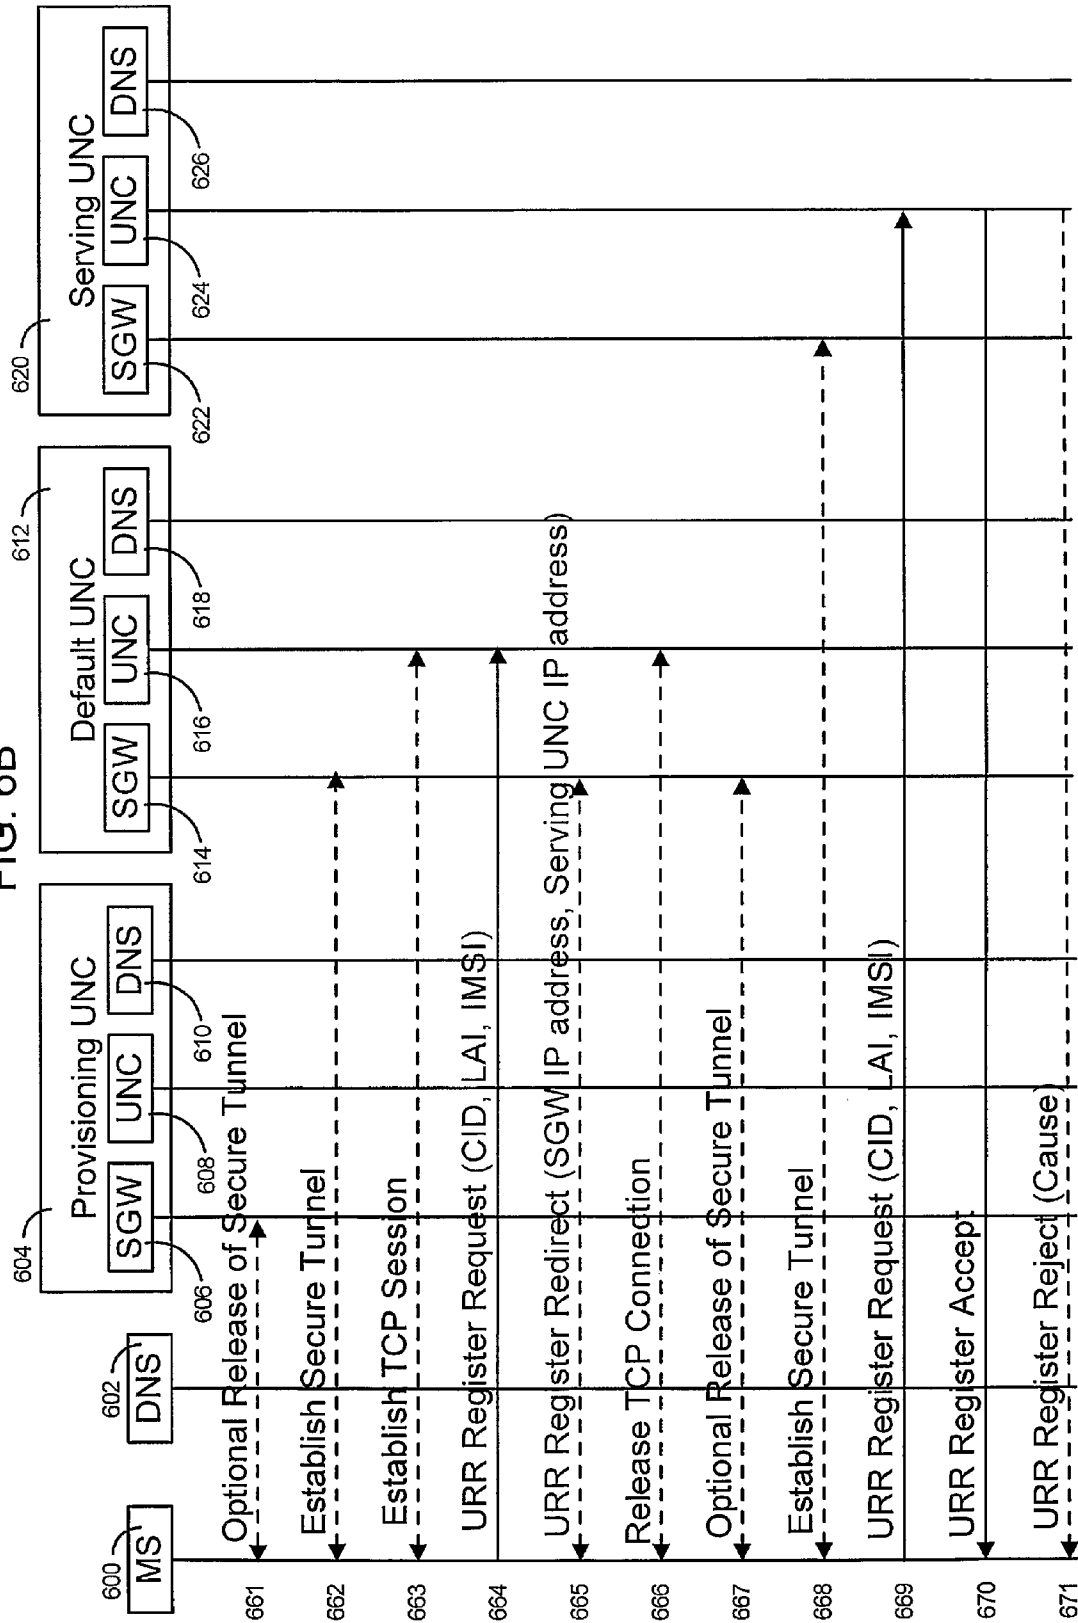 FIG. 6B
600
MS
602
DNS
604
Provisioning UNC
SGW
UNC
DNS
606
608
610
612
Default UNC
SGW
UNC
DNS
614
616
618
620
Serving UNC
SGW
UNC
DNS
622
624
626
661
Optional Release of Secure Tunnel
662
Establish Secure Tunnel
663
Establish TCP Session
664
URR Register Request (CID, LAI, IMSI)
665
URR Register Redirect (SGW IP address, Serving UNC IP address)
666
Release TCP Connection
667
Optional Release of Secure Tunnel
668
Establish Secure Tunnel
669
URR Register Request (CID, LAI, IMSI)
670
URR Register Accept
671
URR Register Reject (Cause)